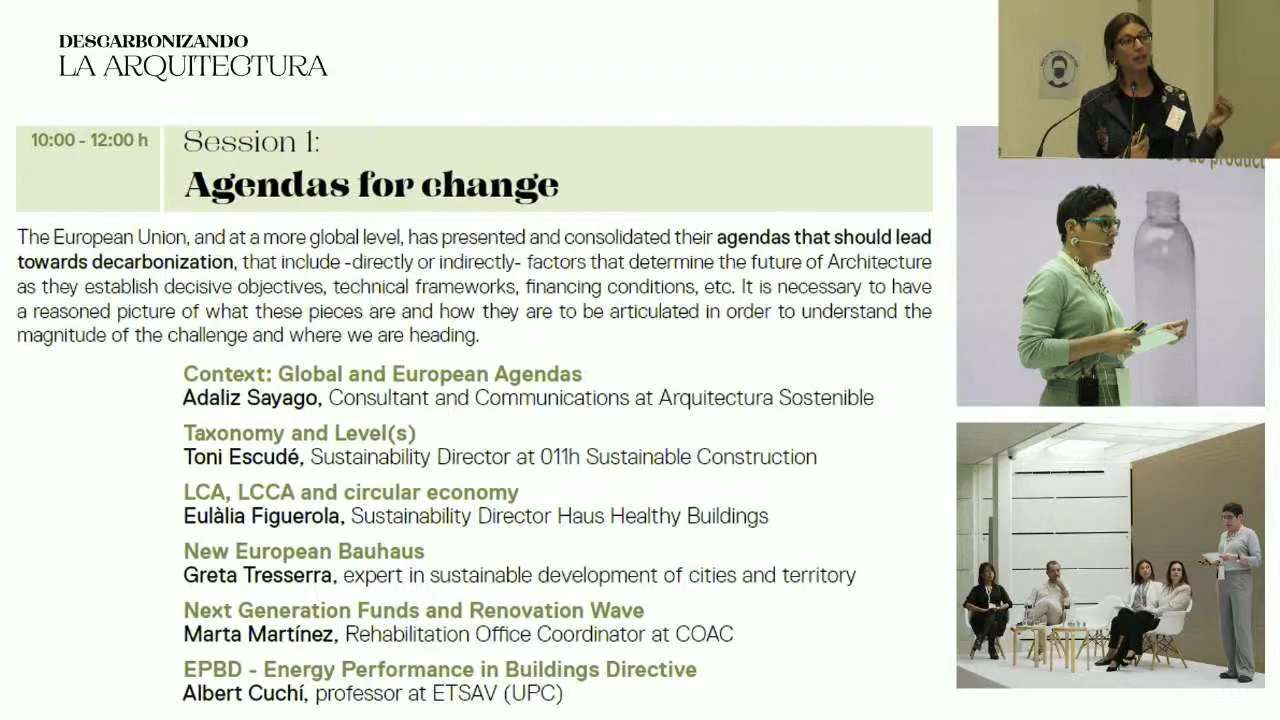 DESCARBONIZANDO
LA ARQUITECTURA
10:00 - 12:00 h
Session 1:
Agendas for change
The European Union, and at a more global level, has presented and consolidated their agendas that should lead
towards decarbonization, that include -directly or indirectly- factors that determine the future of Architecture
as they establish decisive objectives, technical frameworks, financing conditions, etc. It is necessary to have
a reasoned picture of what these pieces are and how they are to be articulated in order to understand the
magnitude of the challenge and where we are heading.
Context: Global and European Agendas
Adaliz Sayago, Consultant and Communications at Arquitectura Sostenible
Taxonomy and Level(s)
Toni Escudé, Sustainability Director at 011h Sustainable Construction
LCA, LCCA and circular economy
Eulàlia Figuerola, Sustainability Director Haus Healthy Buildings
New European Bauhaus
Greta Tresserra, expert in sustainable development of cities and territory
Next Generation Funds and Renovation Wave
Marta Martínez, Rehabilitation Office Coordinator at COAC
EPBD - Energy Performance in Buildings Directive
Albert Cuchí, professor at ETSAV (UPC)
de product